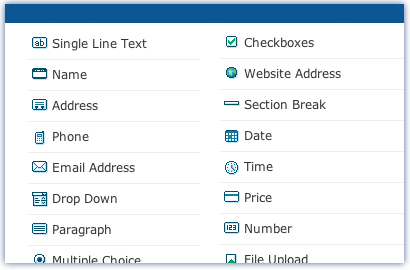 Single Line Text
Name
Address
Phone
Email Address
Drop Down
Paragraph
Multiple Choice
Checkboxes
Website Address
Section Break
Date
Time
Price
Number
File Upload